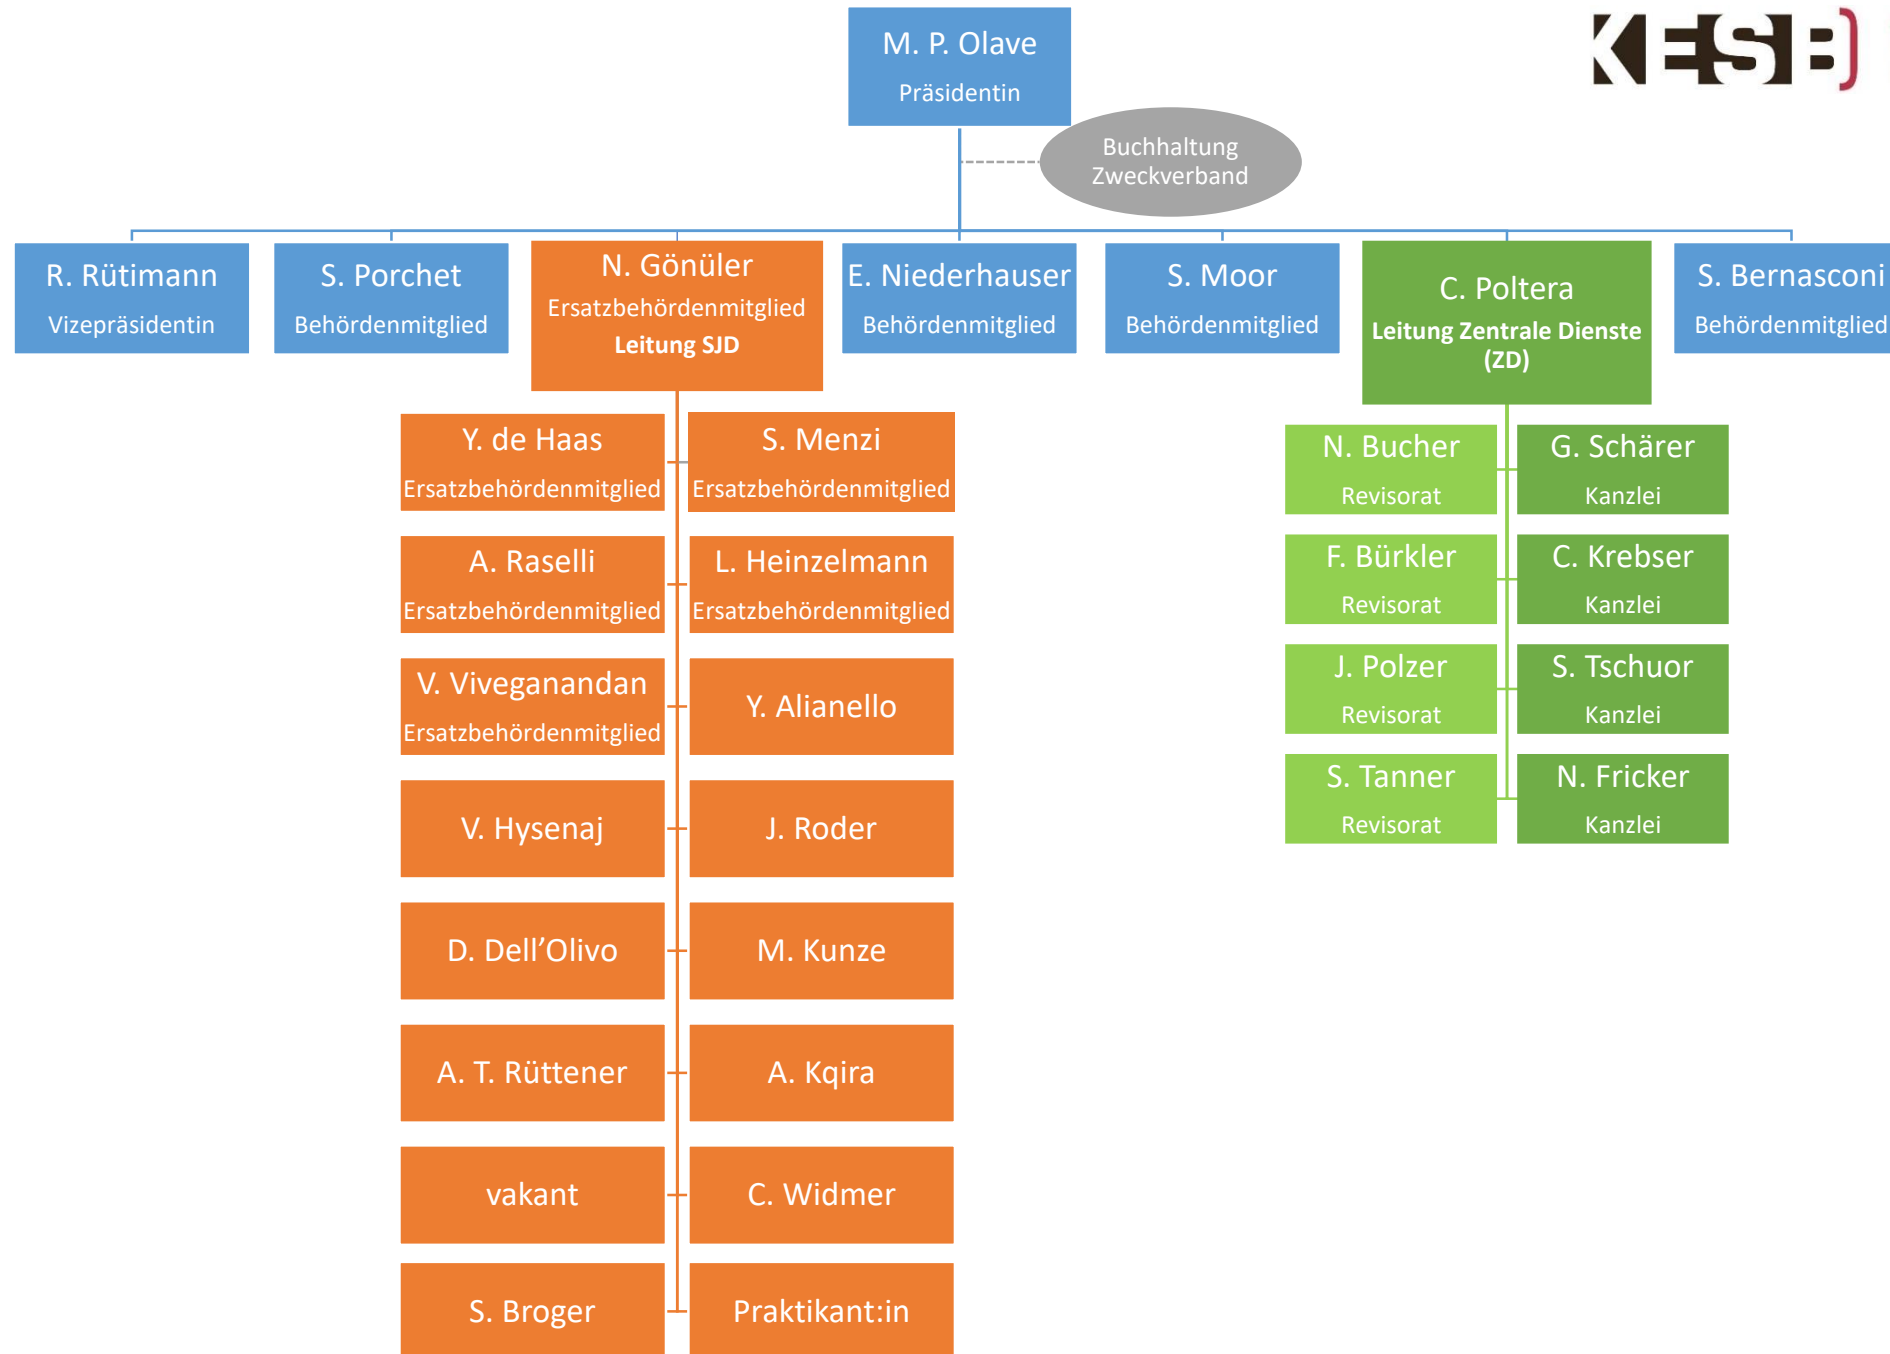 M. P. Olave
Präsidentin
KESB
Buchhaltung
Zweckverband
R. Rütimann
Vizepräsidentin
S. Porchet
Behördenmitglied
N. Gönüler
Ersatzbehördenmitglied
Leitung SJD
E. Niederhauser
Behördenmitglied
S. Moor
Behördenmitglied
C. Poltera
Leitung Zentrale Dienste
(ZD)
S. Bernasconi
Behördenmitglied
Y. de Haas
Ersatzbehördenmitglied
S. Menzi
Ersatzbehördenmitglied
A. Raselli
Ersatzbehördenmitglied
L. Heinzelmann
Ersatzbehördenmitglied
V. Viveganandan
Ersatzbehördenmitglied
Y. Alianello
V. Hysenaj
J. Roder
D. Dell’Olivo
M. Kunze
A. T. Rüttener
A. Kqira
vakant
C. Widmer
S. Broger
Praktikant:in
N. Bucher
Revisorat
G. Schärer
Kanzlei
F. Bürkler
Revisorat
C. Krebser
Kanzlei
J. Polzer
Revisorat
S. Tschuor
Kanzlei
S. Tanner
Revisorat
N. Fricker
Kanzlei